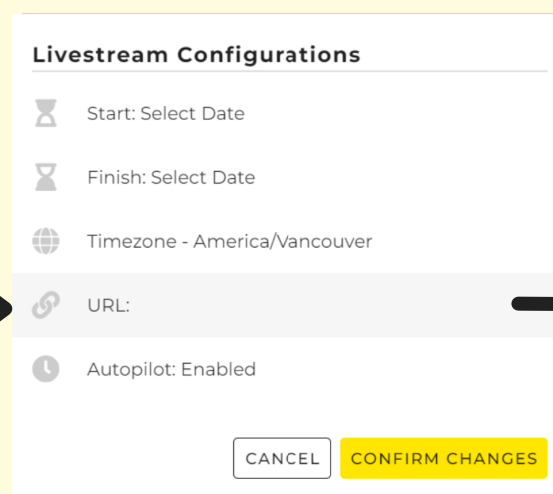 Livestream Configurations
Start: Select Date
Finish: Select Date
Timezone - America/Vancouver
URL:
Autopilot: Enabled
CANCEL CONFIRM CHANGES